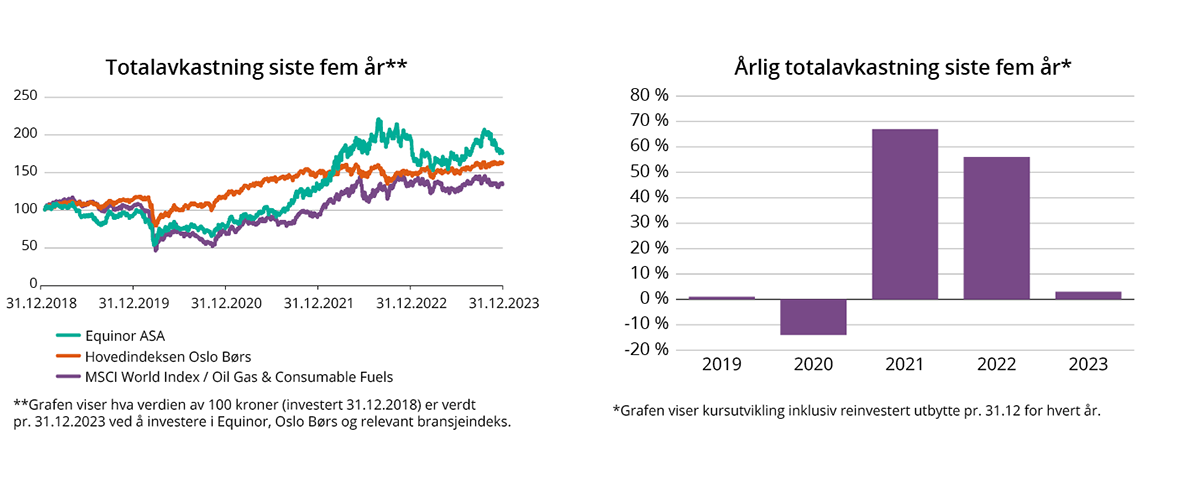 Totalavkastning siste fem år**
250
200
150
100
50
0
31.12.2018 31.12.2019 31.12.2020 31.12.2021 31.12.2022 31.12.2023
Equinor ASA
Hovedindeksen Oslo Børs
MSCI World Index / Oil Gas & Consumable Fuels
**Grafen viser hva verdien av 100 kroner (investert 31.12.2018) er verdt
pr. 31.12.2023 ved å investere i Equinor, Oslo Børs og relevant bransjeindeks.
Årlig totalavkastning siste fem år*
80 %
70 %
60 %
50 %
40 %
30 %
20 %
10 %
0 %
-10 %
-20 %
2019 2020 2021 2022 2023
*Grafen viser kursutvikling inklusiv reinvestert utbytte pr. 31.12 for hvert år.